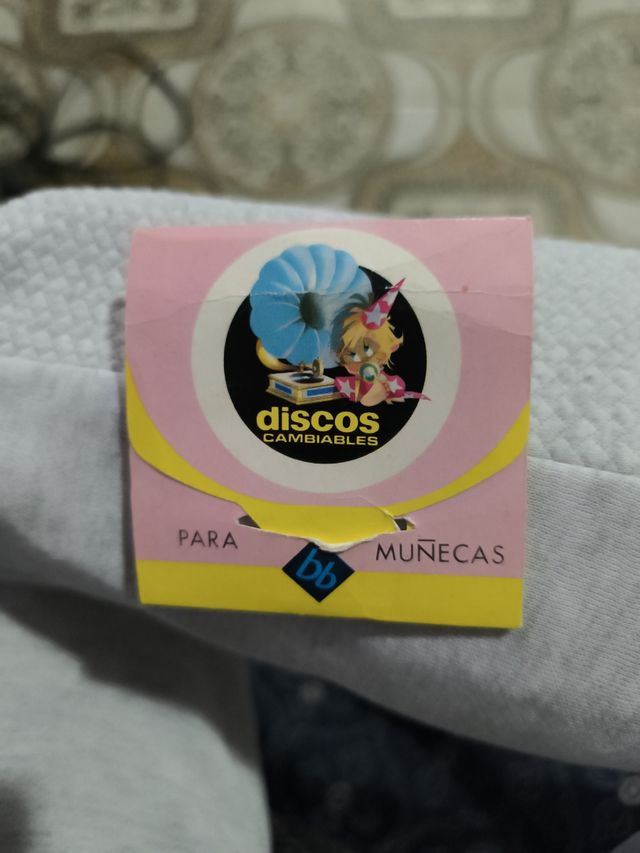 discos
CAMBIABLES
PARA
MUÑECAS
bb